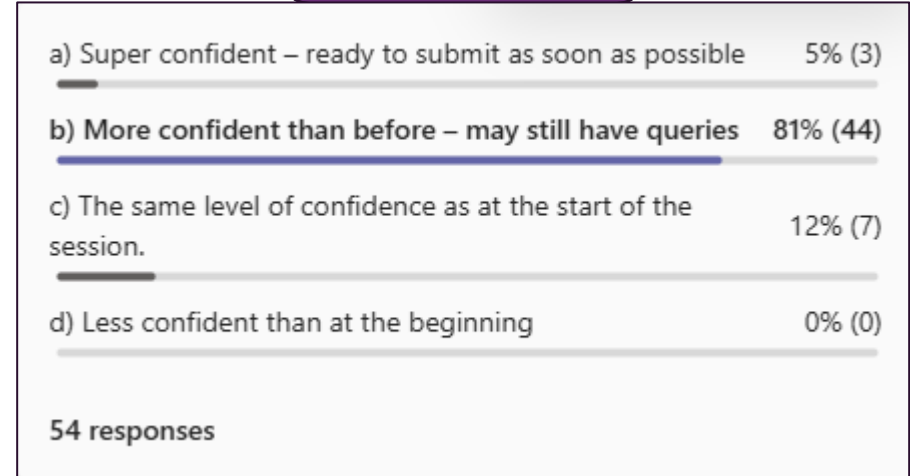 a) Super confident – ready to submit as soon as possible 5% (3)
b) More confident than before – may still have queries 81% (44)
c) The same level of confidence as at the start of the
session. 12% (7)
d) Less confident than at the beginning 0% (0)
54 responses